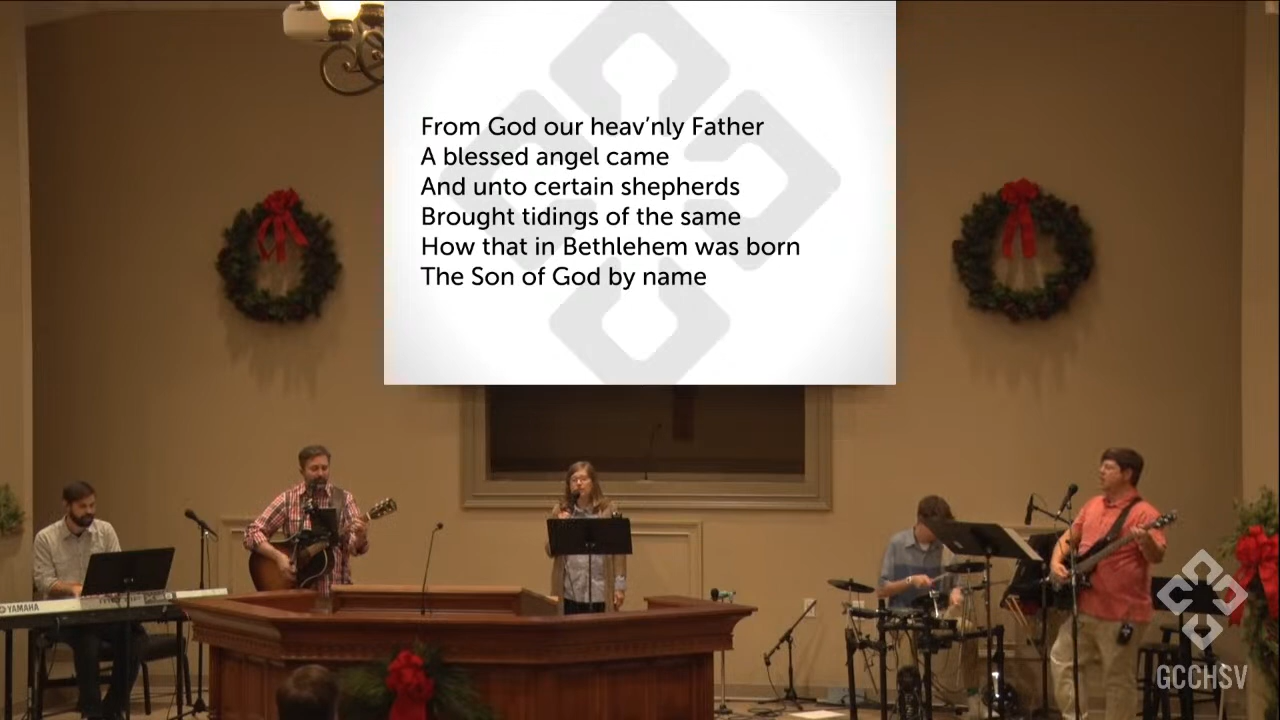 From God our heav’nly Father
A blessed angel came
And unto certain shepherds
Brought tidings of the same
How that in Bethlehem was born
The Son of God by name
YAMAHA
GCCHSV